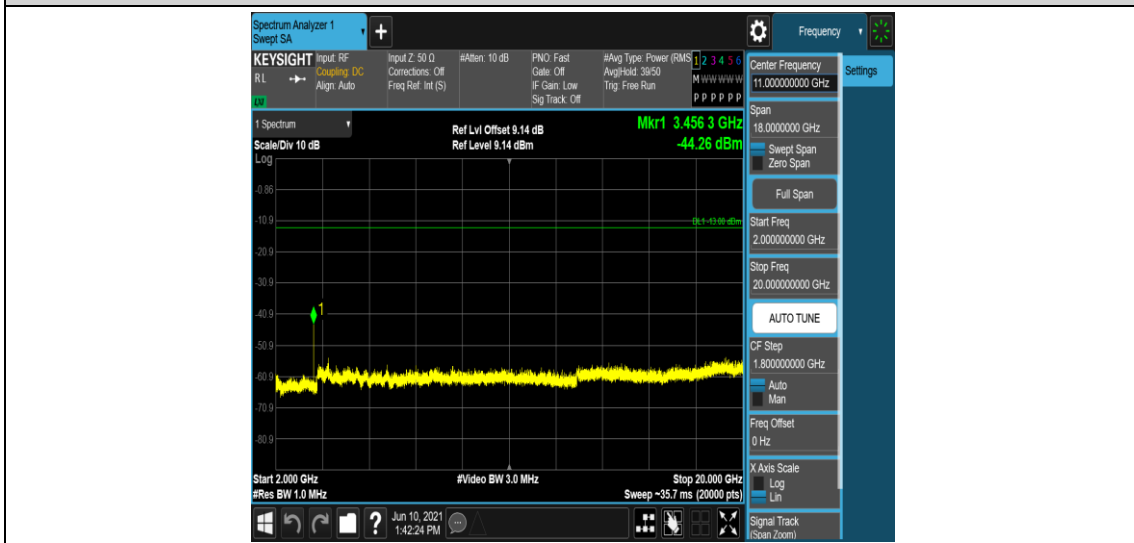 Spectrum Analyzer 1
Swept SA
+
Frequency
KEYSIGHT
RL
LXI
Input: RF
Coupling: DC
Align: Auto
Input Z: 50 Ω
Corrections: Off
Freq Ref: Int (S)
#Atten: 10 dB
PNO: Fast
Gate: Off
IF Gain: Low
Sig Track: Off
#Avg Type: Power (RMS
Avg|Hold: 39/50
Trig: Free Run
1 2 3 4 5 6
M W W W W W
P P P P P P
1 Spectrum
Scale/Div 10 dB
Ref Lvl Offset 9.14 dB
Ref Level 9.14 dBm
Mkr1 3.456 3 GHz
-44.26 dBm
Log
-0.86
-10.9
DL1 -13.00 dBm
-20.9
-30.9
-40.9
1
-50.9
-60.9
-70.9
-80.9
Start 2.000 GHz
#Res BW 1.0 MHz
#Video BW 3.0 MHz
Stop 20.000 GHz
Sweep ~35.7 ms (20000 pts)
Center Frequency
11.000000000 GHz
Settings
Span
18.0000000 GHz
Swept Span
Zero Span
Full Span
Start Freq
2.000000000 GHz
Stop Freq
20.000000000 GHz
AUTO TUNE
CF Step
1.800000000 GHz
Auto
Man
Freq Offset
0 Hz
X Axis Scale
Log
Lin
Signal Track
(Span Zoom)
?
Jun 10, 2021
1:42:24 PM